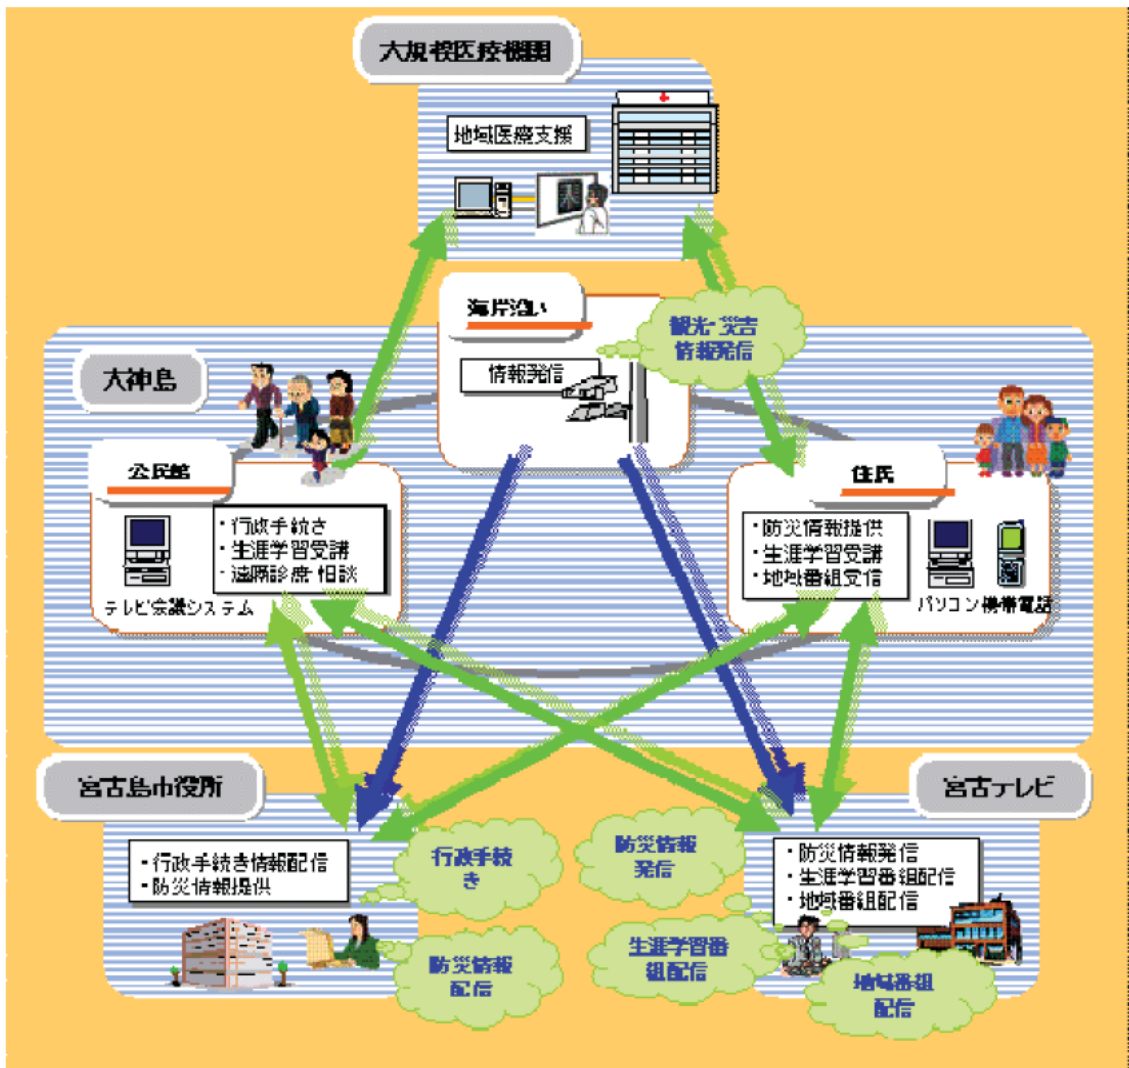 大規模医療機関
地域医療支援
海岸沿い
観光・災害
情報発信
情報発信
大神島
公民館
・行政手続き
・生涯学習受講
・遠隔診療・相談
テレビ会議システム
住民
・防災情報提供
・生涯学習受講
・地域番組受信
パソコン 携帯電話
宮古島市役所
・行政手続き情報配信
・防災情報提供
行政手続
き
防災情報
配信
宮古テレビ
防災情報
発信
・防災情報発信
・生涯学習番組配信
・地域番組配信
生涯学習番
組配信
地域番組
配信